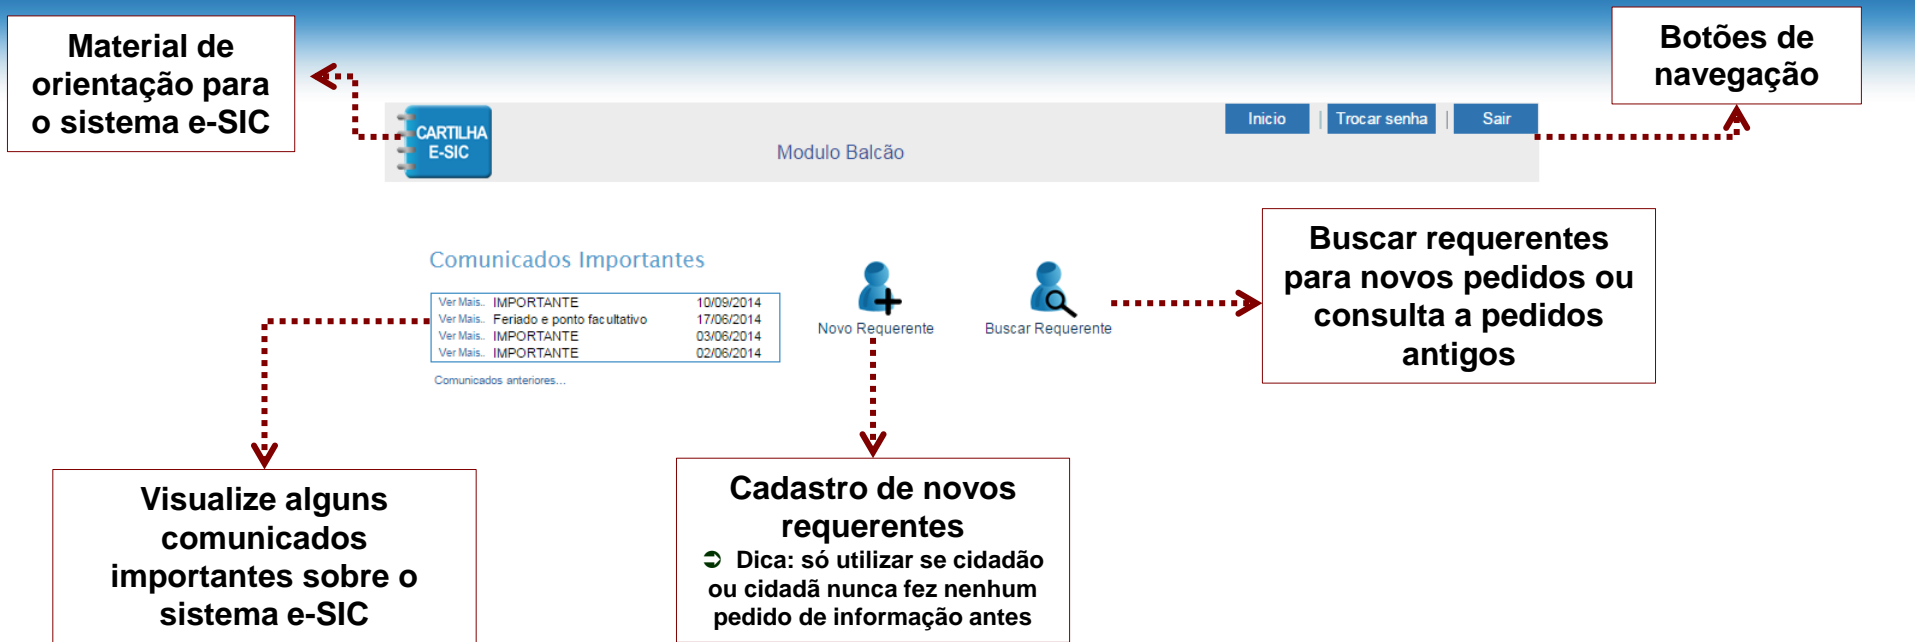 Material de
orientação para
o sistema e-SIC
Botões de
navegação
CARTILHA
E-SIC
Inicio | Trocar senha | Sair
Modulo Balcão
Comunicados Importantes
Ver Mais.. IMPORTANTE 10/09/2014
Ver Mais.. Feriado e ponto facultativo 17/06/2014
Ver Mais.. IMPORTANTE 03/06/2014
Ver Mais.. IMPORTANTE 02/06/2014
Comunicados anteriores...
Novo Requerente
Buscar Requerente
Buscar requerentes
para novos pedidos ou
consulta a pedidos
antigos
Visualize alguns
comunicados
importantes sobre o
sistema e-SIC
Cadastro de novos
requerentes
➲ Dica: só utilizar se cidadão
ou cidadã nunca fez nenhum
pedido de informação antes